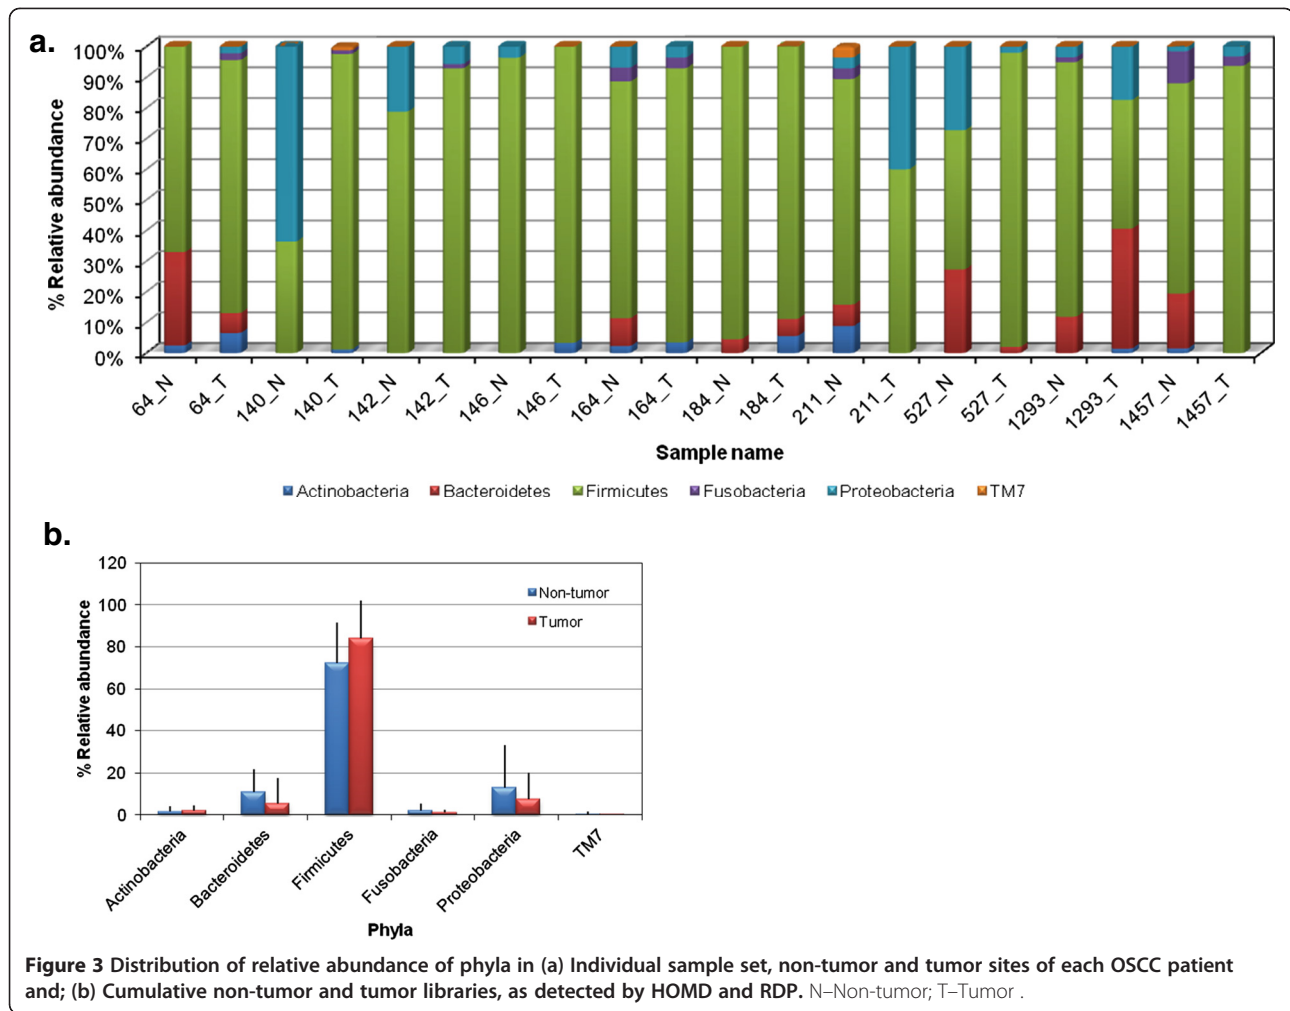 a.
100%
90%
80%
70%
60%
50%
40%
30%
20%
10%
0%
% Relative abundance
64_N
64_T
140_N
140_T
142_N
142_T
146_N
146_T
164_N
164_T
184_N
184_T
211_N
211_T
527_N
527_T
1293_N
1293_T
1457_N
1457_T
Sample name
Actinobacteria Bacteroidetes Firmicutes Fusobacteria Proteobacteria TM7
b.
120
100
80
60
40
20
0
% Relative abundance
Non-tumor
Tumor
Actinobacteria
Bacteroidetes
Firmicutes
Fusobacteria
Proteobacteria
TM7
Phyla
Figure 3 Distribution of relative abundance of phyla in (a) Individual sample set, non-tumor and tumor sites of each OSCC patient
and; (b) Cumulative non-tumor and tumor libraries, as detected by HOMD and RDP. N–Non-tumor; T–Tumor .